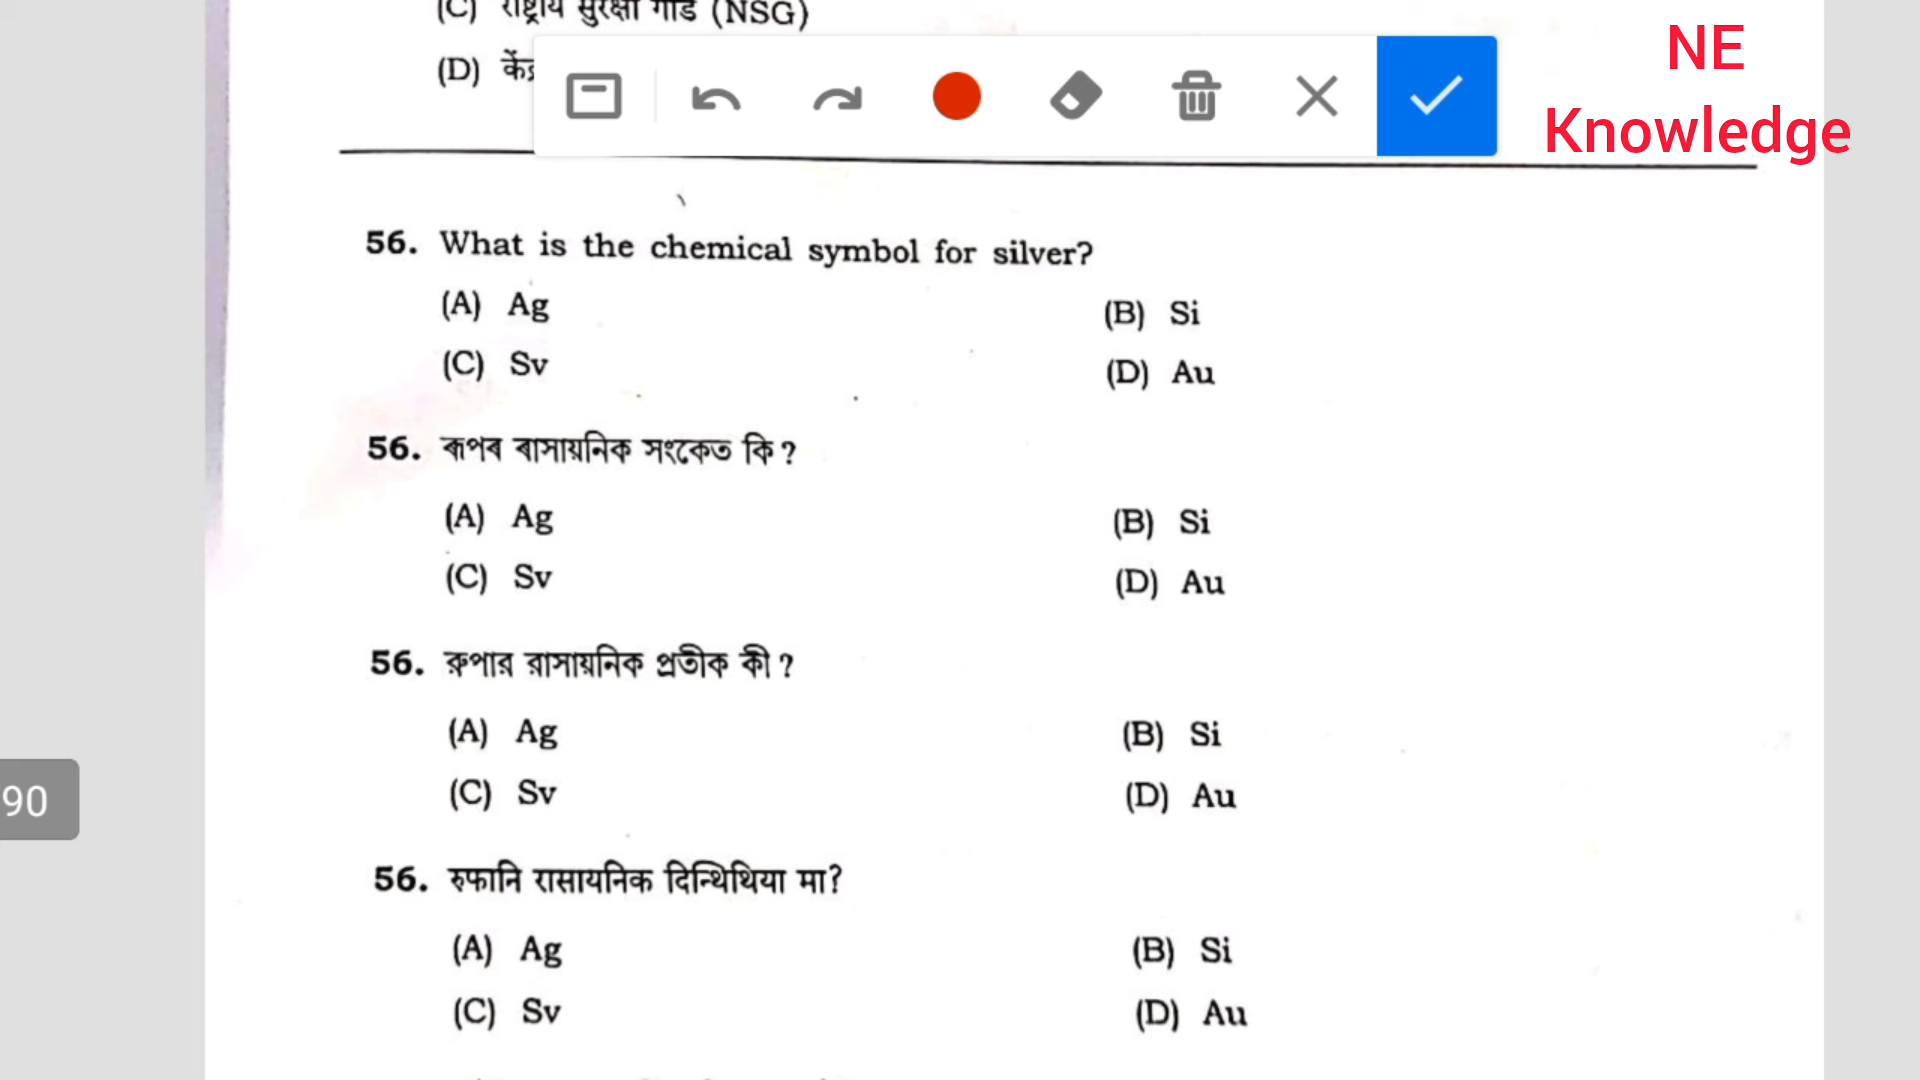 (C) राष्ट्रीय सुरक्षा गार्ड (NSG)
(D)
NE
Knowledge
56. What is the chemical symbol for silver?
(A) Ag
(B) Si
(C) Sv
(D) Au
56. ৰূপৰ ৰাসায়নিক সংকেত কি ?
(A) Ag
(B) Si
(C) Sv
(D) Au
56. রুপার রাসায়নিক প্রতীক কী ?
(A) Ag
(B) Si
(C) Sv
(D) Au
90
56. रुफानि रासायनिक दिन्थिथिया मा?
(A) Ag
(B) Si
(C) Sv
(D) Au